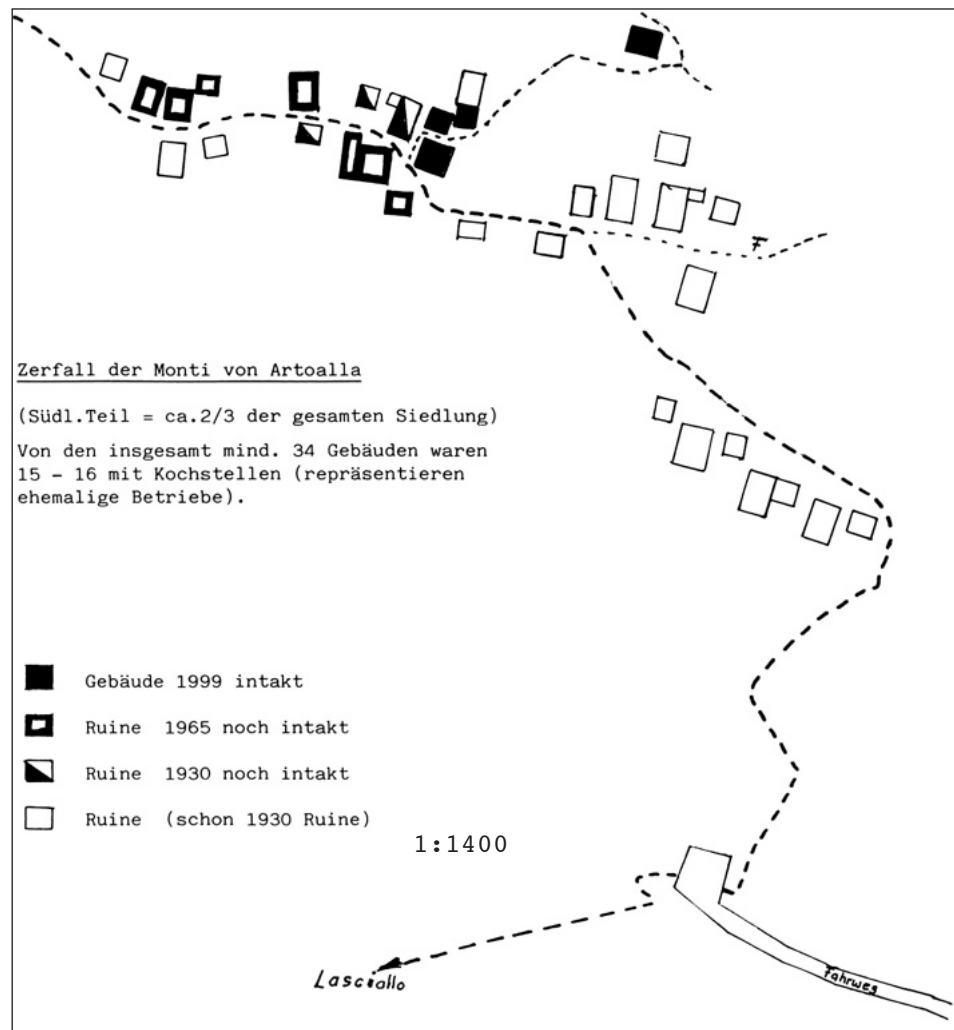 F
Zerfall der Monti von Artoalla
(Südl.Teil = ca.2/3 der gesamten Siedlung)
Von den insgesamt mind. 34 Gebäuden waren
15 - 16 mit Kochstellen (repräsentieren
ehemalige Betriebe).
Gebäude 1999 intakt
Ruine 1965 noch intakt
Ruine 1930 noch intakt
Ruine (schon 1930 Ruine)
1:1400
Lasciallo
Fahrweg